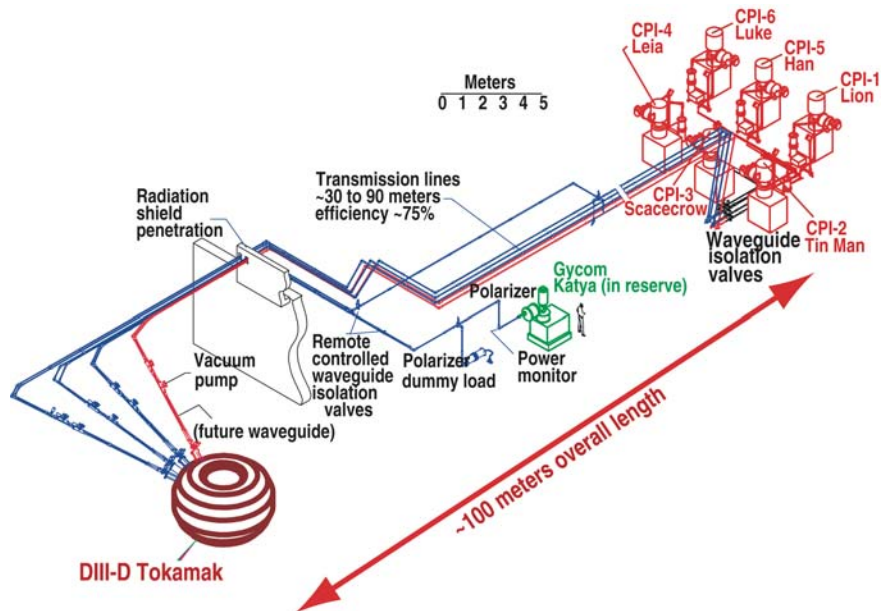 CPI-6
Luke
CPI-4
Leia
CPI-5
Han
CPI-1
Lion
Meters
0 1 2 3 4 5
Transmission lines
~30 to 90 meters
efficiency ~75%
Radiation
shield
penetration
CPI-3
Scacecrow
CPI-2
Tin Man
Waveguide
isolation
valves
Gycom
Katya (in reserve)
Polarizer
Remote
controlled
waveguide
isolation
valves
Polarizer
dummy load
Power
monitor
Vacuum
pump
(future waveguide)
~100 meters overall length
DIII-D Tokamak